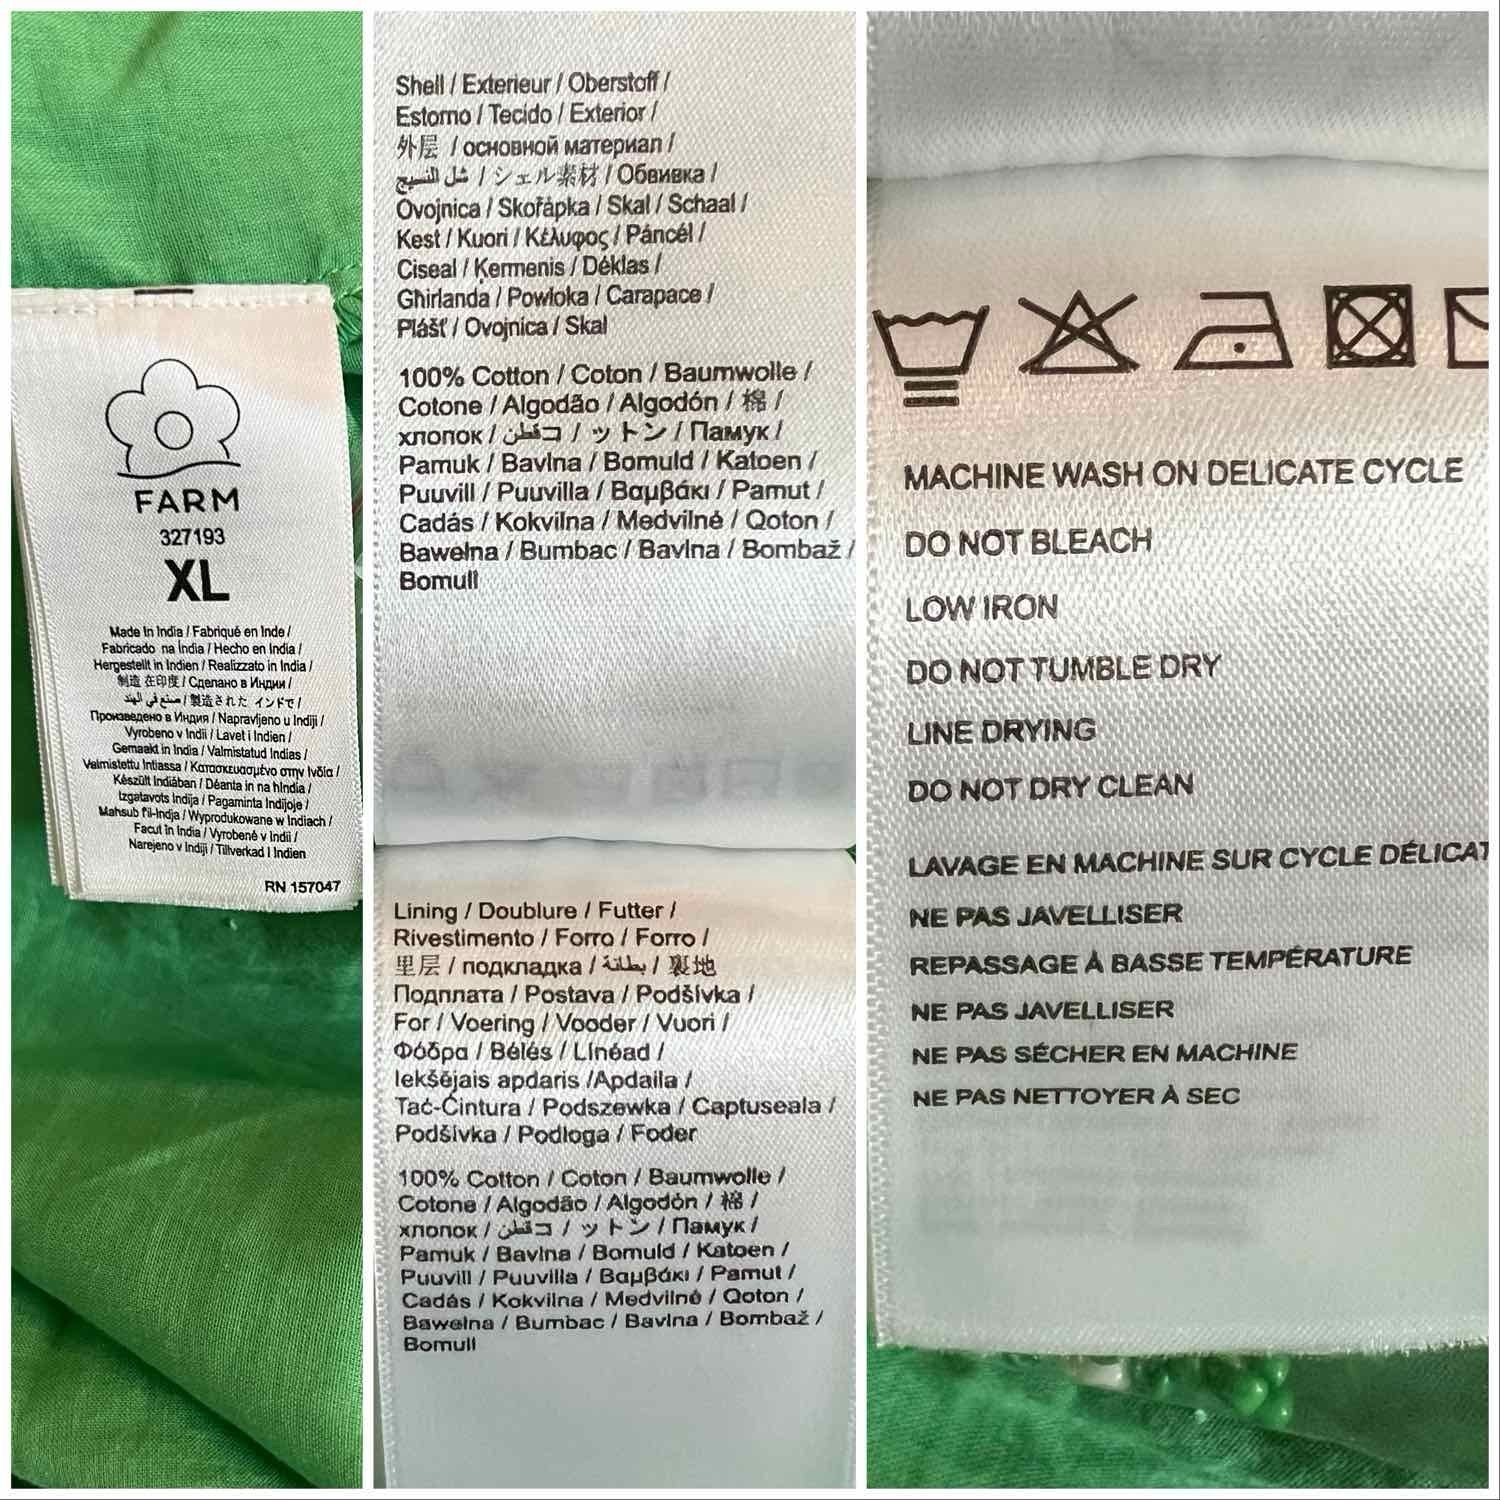 FARM
327193
XL
Made in India / Fabriqué en Inde /
Fabricado na Índia / Hecho en India /
Hergestellt in Indien / Realizzato in India /
制造 在印度 / Сделано в Индии /
صنع في الهند / 製造された インドで /
Произведено в Индия / Napravljeno u Indiji /
Vyrobeno v Indii / Lavet i Indien /
Gemaakt in India / Valmistatud Indias /
Valmistettu Intiassa / Κατασκευασμένο στην Ινδία /
Készült Indiában / Déanta in na hIndia /
Izgatavots Indija / Pagaminta Indijoje /
Mahsub fil-Indja / Wyprodukowane w Indiach /
Facut în India / Vyrobené v Indii /
Narejeno v Indiji / Tillverkad I Indien
RN 157047
Shell / Exterieur / Oberstoff /
Estorno / Tecido / Exterior /
外层 / основной материал /
شل النسيج / シェル素材 / Обвивка /
Ovojnica / Skořápka / Skal / Schaal /
Kest / Kuori / Κέλυφος / Páncél /
Ciseal / Ķermenis / Dėklas /
Għirlanda / Powłoka / Carapace /
Plášť / Ovojnica / Skal
100% Cotton / Coton / Baumwolle /
Cotone / Algodão / Algodón / 棉 /
хлопок / قطن コ / ットン / Памук /
Pamuk / Bavlna / Bomuld / Katoen /
Puuvill / Puuvilla / Βαμβάκι / Pamut /
Cadás / Kokvilna / Medvilnė / Qoton /
Bawełna / Bumbac / Bavlna / Bombaž /
Bomull
Lining / Doublure / Futter /
Rivestimento / Forro / Forro /
里层 / подкладка / بطانة / 裏地
Подплата / Postava / Podšívka /
For / Voering / Vooder / Vuori /
Φόδρα / Bélés / Línéad /
Iekšējais apdaris /Apdaila /
Taċ-Ċintura / Podszewka / Captuseala /
Podšívka / Podloga / Foder
100% Cotton / Coton / Baumwolle /
Cotone / Algodão / Algodón / 棉 /
хлопок / قطن コ / ットン / Памук /
Pamuk / Bavlna / Bomuld / Katoen /
Puuvill / Puuvilla / Βαμβάκι / Pamut /
Cadás / Kokvilna / Medvilnė / Qoton /
Bawełna / Bumbac / Bavlna / Bombaž /
Bomull
MACHINE WASH ON DELICATE CYCLE
DO NOT BLEACH
LOW IRON
DO NOT TUMBLE DRY
LINE DRYING
DO NOT DRY CLEAN
LAVAGE EN MACHINE SUR CYCLE DÉLICAT
NE PAS JAVELLISER
REPASSAGE À BASSE TEMPÉRATURE
NE PAS JAVELLISER
NE PAS SÉCHER EN MACHINE
NE PAS NETTOYER À SEC